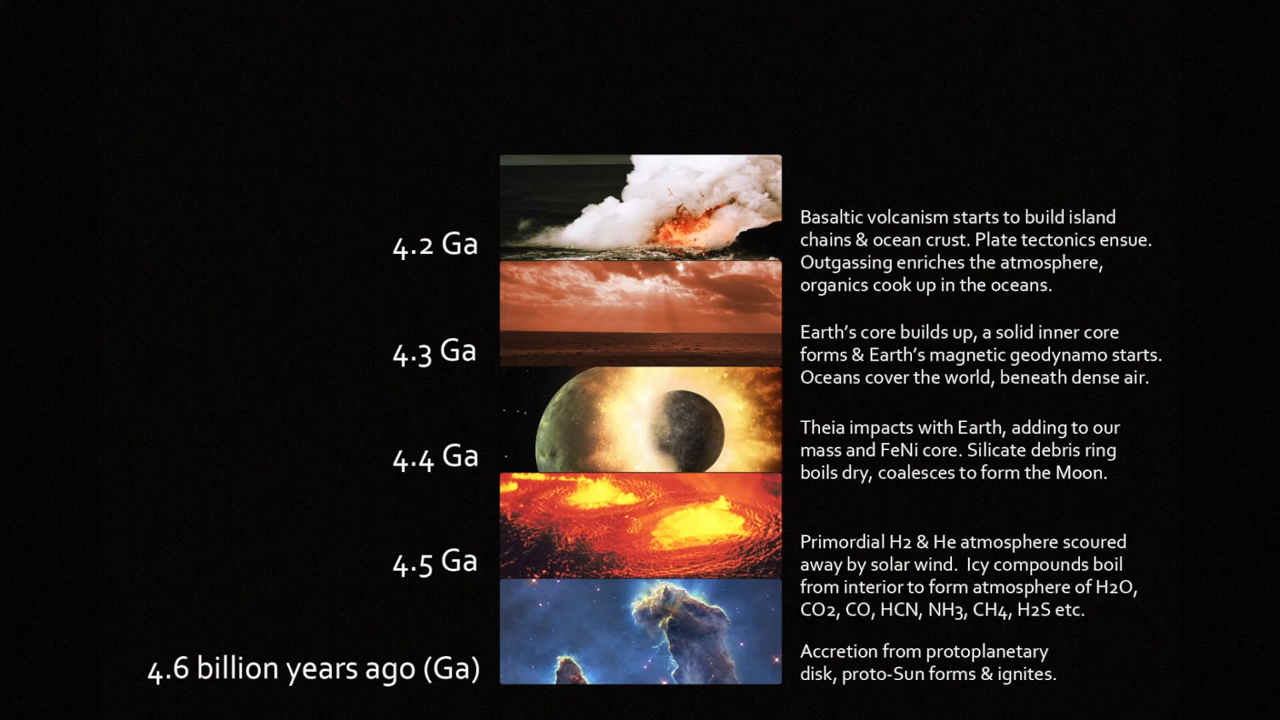 4.2 Ga
Basaltic volcanism starts to build island
chains & ocean crust. Plate tectonics ensue.
Outgassing enriches the atmosphere,
organics cook up in the oceans.
4.3 Ga
Earth’s core builds up, a solid inner core
forms & Earth’s magnetic geodynamo starts.
Oceans cover the world, beneath dense air.
4.4 Ga
Theia impacts with Earth, adding to our
mass and FeNi core. Silicate debris ring
boils dry, coalesces to form the Moon.
4.5 Ga
Primordial H2 & He atmosphere scoured
away by solar wind.  Icy compounds boil
from interior to form atmosphere of H2O,
CO2, CO, HCN, NH3, CH4, H2S etc.
4.6 billion years ago (Ga)
Accretion from protoplanetary
disk, proto-Sun forms & ignites.